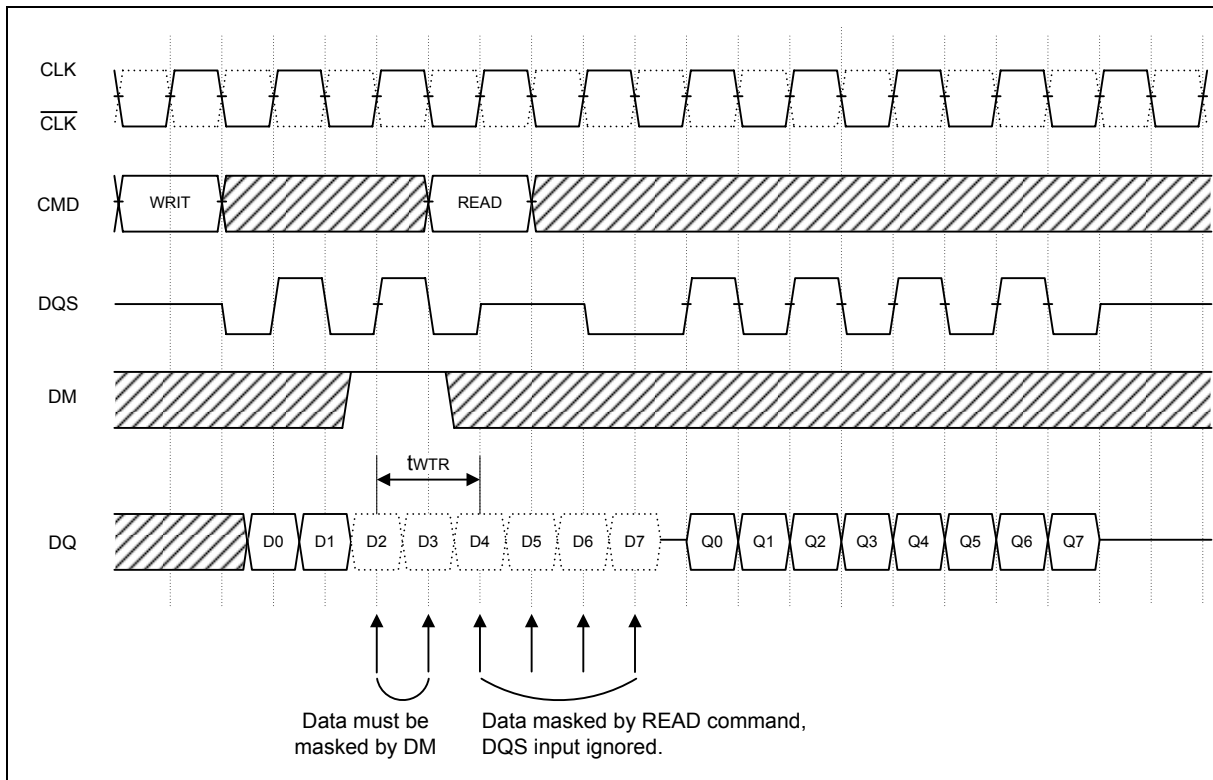 CLK
CLK
CMD
WRIT
READ
DQS
DM
tWTR
DQ
D0 D1 D2 D3 D4 D5 D6 D7 Q0 Q1 Q2 Q3 Q4 Q5 Q6 Q7
Data must be
masked by DM
Data masked by READ command,
DQS input ignored.